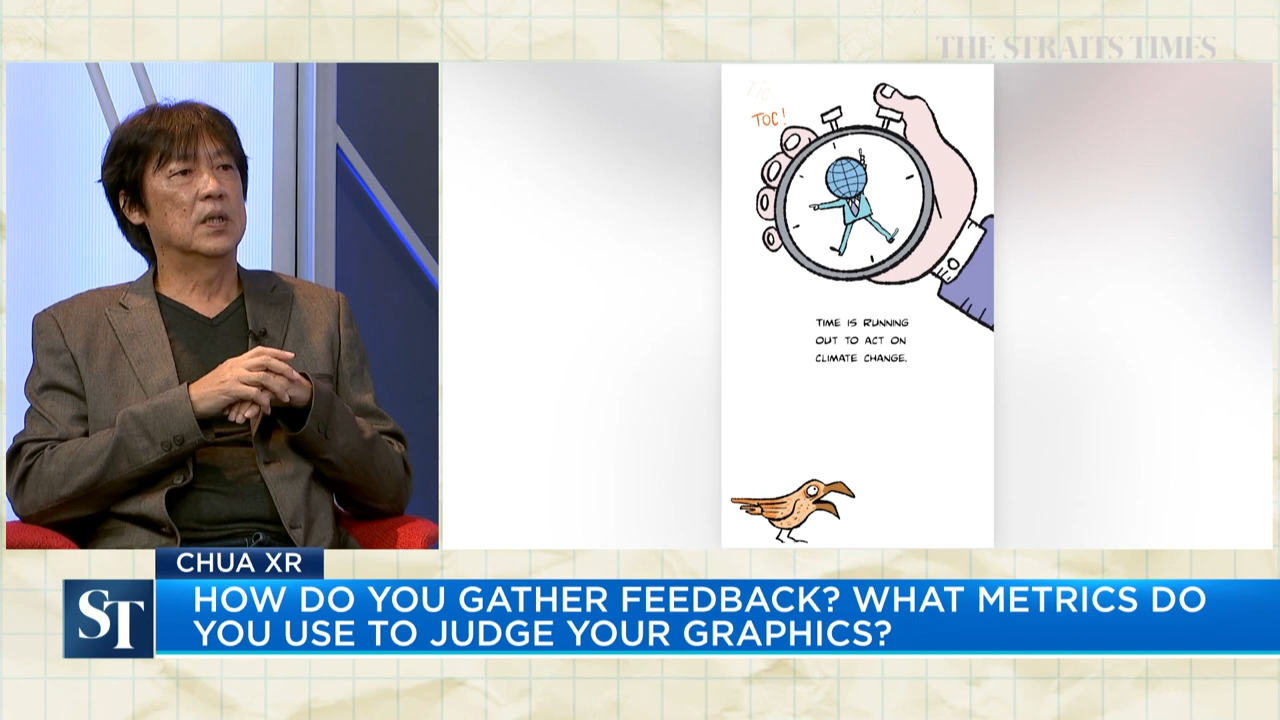 THE STRAITS TIMES
TIC
TOC!
TIME IS RUNNING
OUT TO ACT ON
CLIMATE CHANGE.
CHUA XR
ST
HOW DO YOU GATHER FEEDBACK? WHAT METRICS DO
YOU USE TO JUDGE YOUR GRAPHICS?